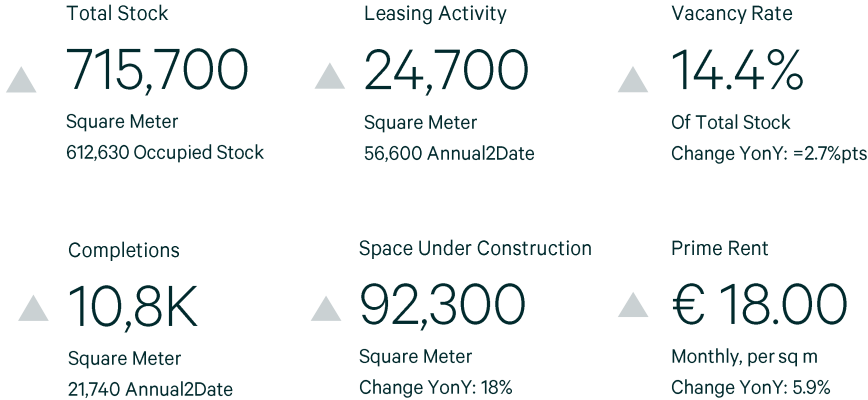 Total Stock
715,700
Square Meter
612,630 Occupied Stock
Leasing Activity
24,700
Square Meter
56,600 Annual2Date
Vacancy Rate
14.4%
Of Total Stock
Change YonY: =2.7%pts
Completions
10,8K
Square Meter
21,740 Annual2Date
Space Under Construction
92,300
Square Meter
Change YonY: 18%
Prime Rent
€ 18.00
Monthly, per sq m
Change YonY: 5.9%